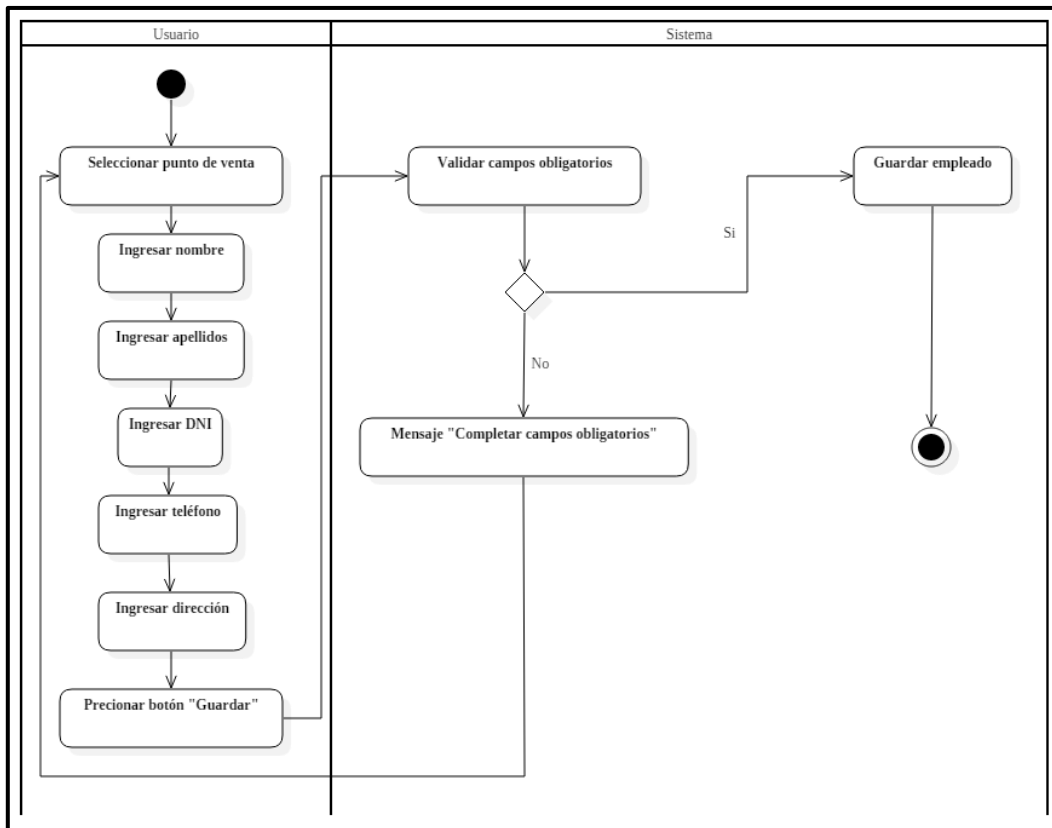 Usuario
Sistema
Seleccionar punto de venta
Ingresar nombre
Ingresar apellidos
Ingresar DNI
Ingresar teléfono
Ingresar dirección
Precionar botón "Guardar"
Validar campos obligatorios
Si
No
Mensaje "Completar campos obligatorios"
Guardar empleado